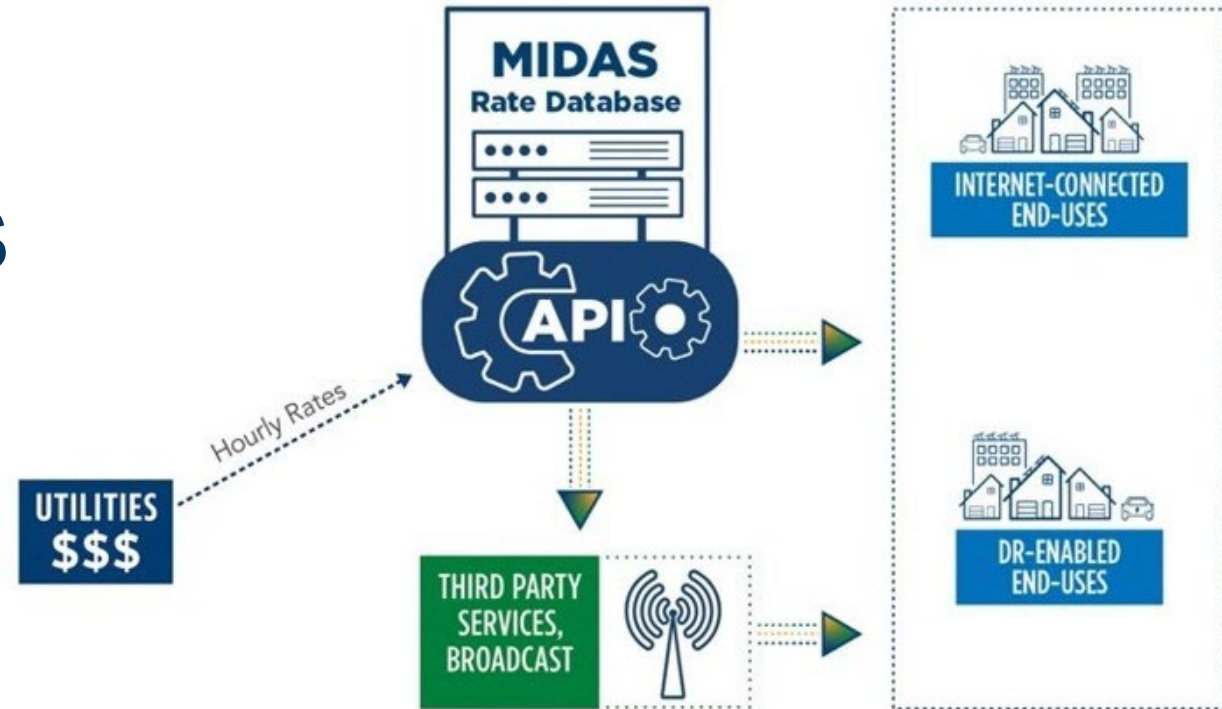 MIDAS
Rate Database
API
INTERNET-CONNECTED
END-USES
S
Hourly Rates
UTILITIES
$$$
THIRD PARTY
SERVICES,
BROADCAST
DR-ENABLED
END-USES